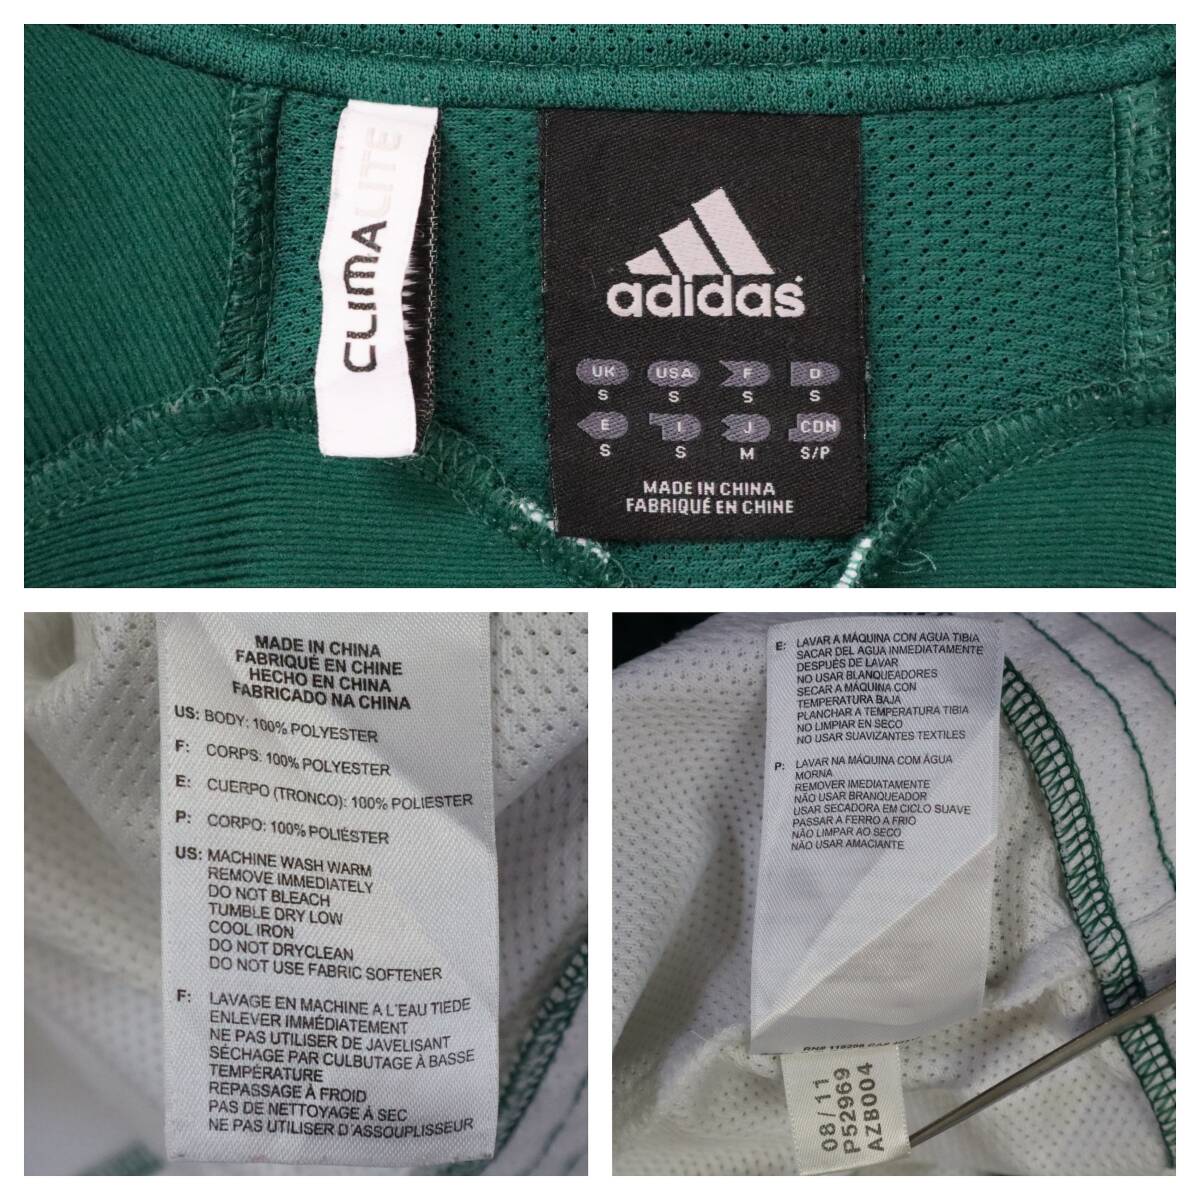 CLIMALITE
adidas
UK USA F D
S S S S
E I J CDN
S S M S/P
MADE IN CHINA
FABRIQUÉ EN CHINE
MADE IN CHINA
FABRIQUÉ EN CHINE
HECHO EN CHINA
FABRICADO NA CHINA
US: BODY: 100% POLYESTER
F: CORPS: 100% POLYESTER
E: CUERPO (TRONCO): 100% POLIESTER
P: CORPO: 100% POLIÉSTER
US: MACHINE WASH WARM
REMOVE IMMEDIATELY
DO NOT BLEACH
TUMBLE DRY LOW
COOL IRON
DO NOT DRYCLEAN
DO NOT USE FABRIC SOFTENER
F: LAVAGE EN MACHINE A L'EAU TIEDE
ENLEVER IMMÉDIATEMENT
NE PAS UTILISER DE JAVELISANT
SÉCHAGE PAR CULBUTAGE À BASSE
TEMPÉRATURE
REPASSAGE À FROID
PAS DE NETTOYAGE À SEC
NE PAS UTILISER D'ASSOUPLISSEUR
E: LAVAR A MÁQUINA CON AGUA TIBIA
SACAR DEL AGUA INMEDIATAMENTE
DESPUÉS DE LAVAR
NO USAR BLANQUEADORES
SECAR A MÁQUINA CON
TEMPERATURA BAJA
PLANCHAR A TEMPERATURA TIBIA
NO LIMPIAR EN SECO
NO USAR SUAVIZANTES TEXTILES
P: LAVAR NA MÁQUINA COM ÁGUA
MORNA
REMOVER IMEDIATAMENTE
NÃO USAR BRANQUEADOR
USAR SECADORA EM CICLO SUAVE
PASSAR A FERRO A FRIO
NÃO LIMPAR AO SECO
NÃO USAR AMACIANTE
08/11
P52969
AZB004